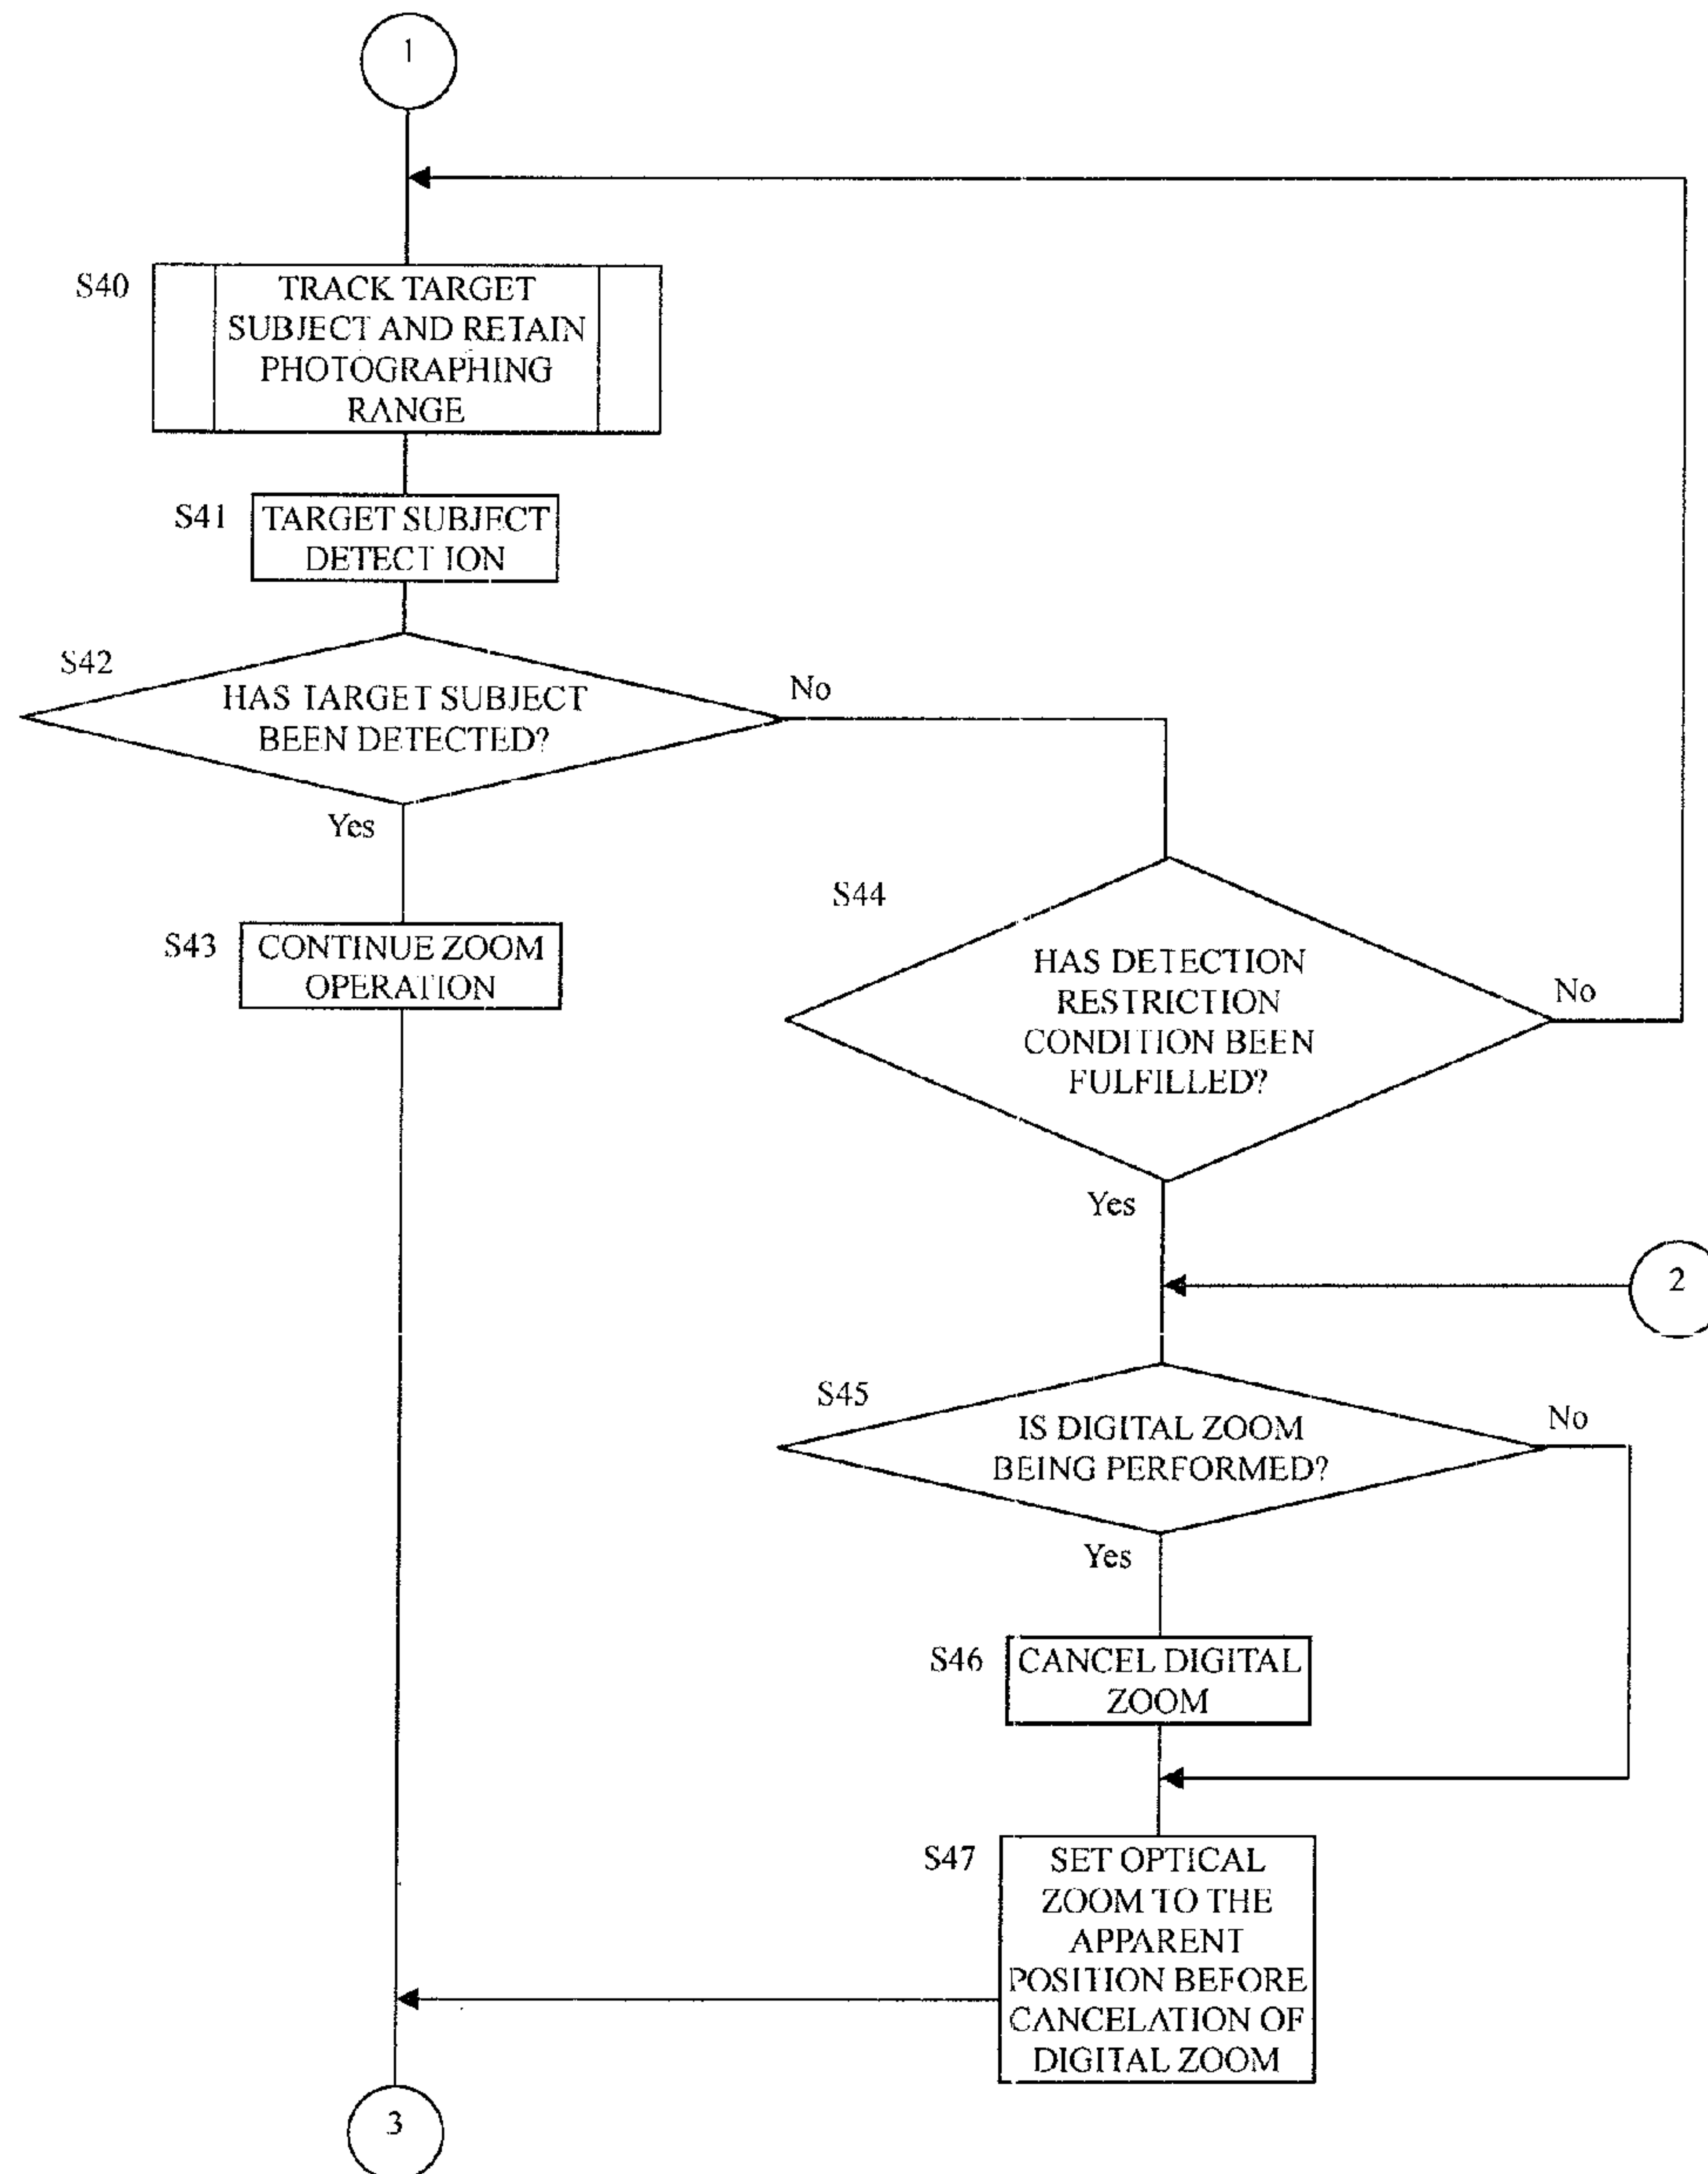 1
S40
TRACK TARGET
SUBJECT AND RETAIN
PHOTOGRAPHING
RANGE
S41
TARGET SUBJECT
DETECTION
S42
HAS TARGET SUBJECT
BEEN DETECTED?
No
Yes
S43
CONTINUE ZOOM
OPERATION
S44
HAS DETECTION
RESTRICTION
CONDITION BEEN
FULFILLED?
No
Yes
2
S45
IS DIGITAL ZOOM
BEING PERFORMED?
No
Yes
S46
CANCEL DIGITAL
ZOOM
S47
SET OPTICAL
ZOOM TO THE
APPARENT
POSITION BEFORE
CANCELATION OF
DIGITAL ZOOM
3